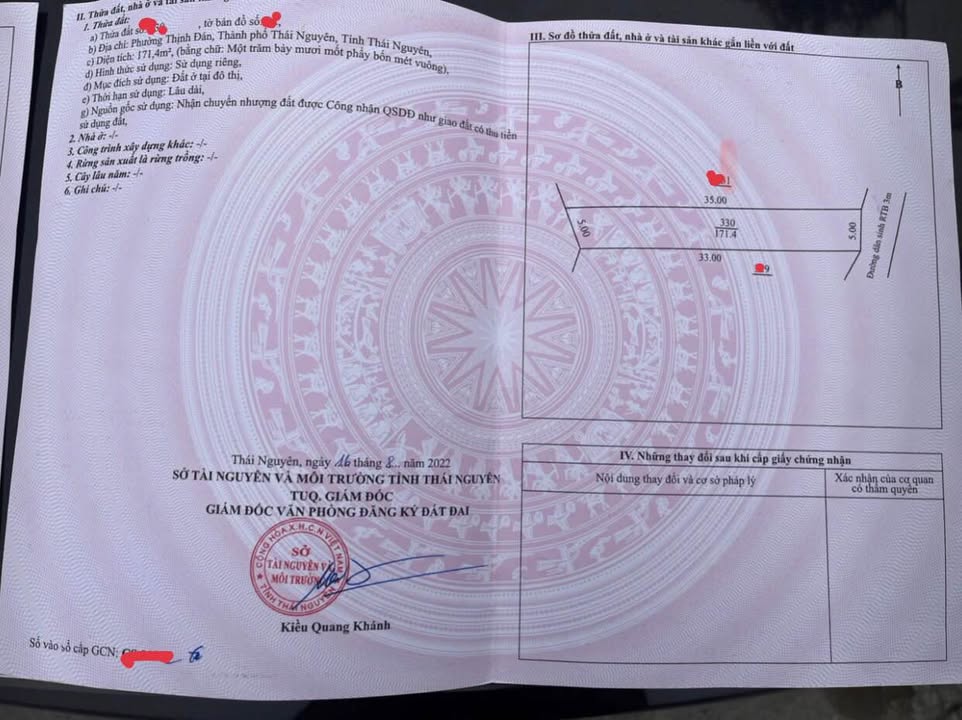 II. Thửa đất, nhà ở và tài sản
1. Thửa đất:
a) Thửa đất số: , tờ bản đồ số: ,
b) Địa chỉ: Phường Thịnh Đán, Thành phố Thái Nguyên, Tỉnh Thái Nguyên,
c) Diện tích: 171,4m², (bằng chữ: Một trăm bảy mươi mốt phẩy bốn mét vuông),
d) Hình thức sử dụng: Sử dụng riêng,
đ) Mục đích sử dụng: Đất ở tại đô thị,
e) Thời hạn sử dụng: Lâu dài,
g) Nguồn gốc sử dụng: Nhận chuyển nhượng đất được Công nhận QSDĐ như giao đất có thu tiền
sử dụng đất,
2. Nhà ở: -/-
3. Công trình xây dựng khác: -/-
4. Rừng sản xuất là rừng trồng: -/-
5. Cây lâu năm: -/-
6. Ghi chú: -/-
Thái Nguyên, ngày 16 tháng 8.. năm 2022
SỞ TÀI NGUYÊN VÀ MÔI TRƯỜNG TỈNH THÁI NGUYÊN
TUQ. GIÁM ĐỐC
GIÁM ĐỐC VĂN PHÒNG ĐĂNG KÝ ĐẤT ĐAI
CỘNG HÒA X.H.C.N VIỆT NAM
SỞ
TÀI NGUYÊN VÀ
MÔI TRƯỜNG
TỈNH THÁI NGUYÊN
Kiều Quang Khánh
Số vào sổ cấp GCN:
III. Sơ đồ thửa đất, nhà ở và tài sản khác gắn liền với đất
B
35.00
5.00
330
171.4
5.00
33.00
9
Đường dân sinh RTB 3m
IV. Những thay đổi sau khi cấp giấy chứng nhận
Nội dung thay đổi và cơ sở pháp lý
Xác nhận của cơ quan
có thẩm quyền